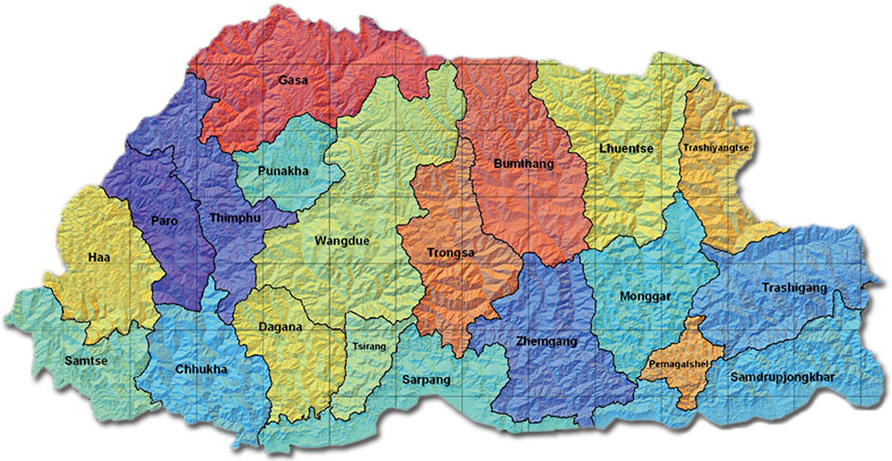 Gasa
Punakha
Bumthang
Lhuentse
Trashiyangtse
Paro
Thimphu
Wangdue
Trongsa
Haa
Monggar
Trashigang
Dagana
Tsirang
Zhemgang
Samtse
Chhukha
Sarpang
Pemagatshel
Samdrupjongkhar